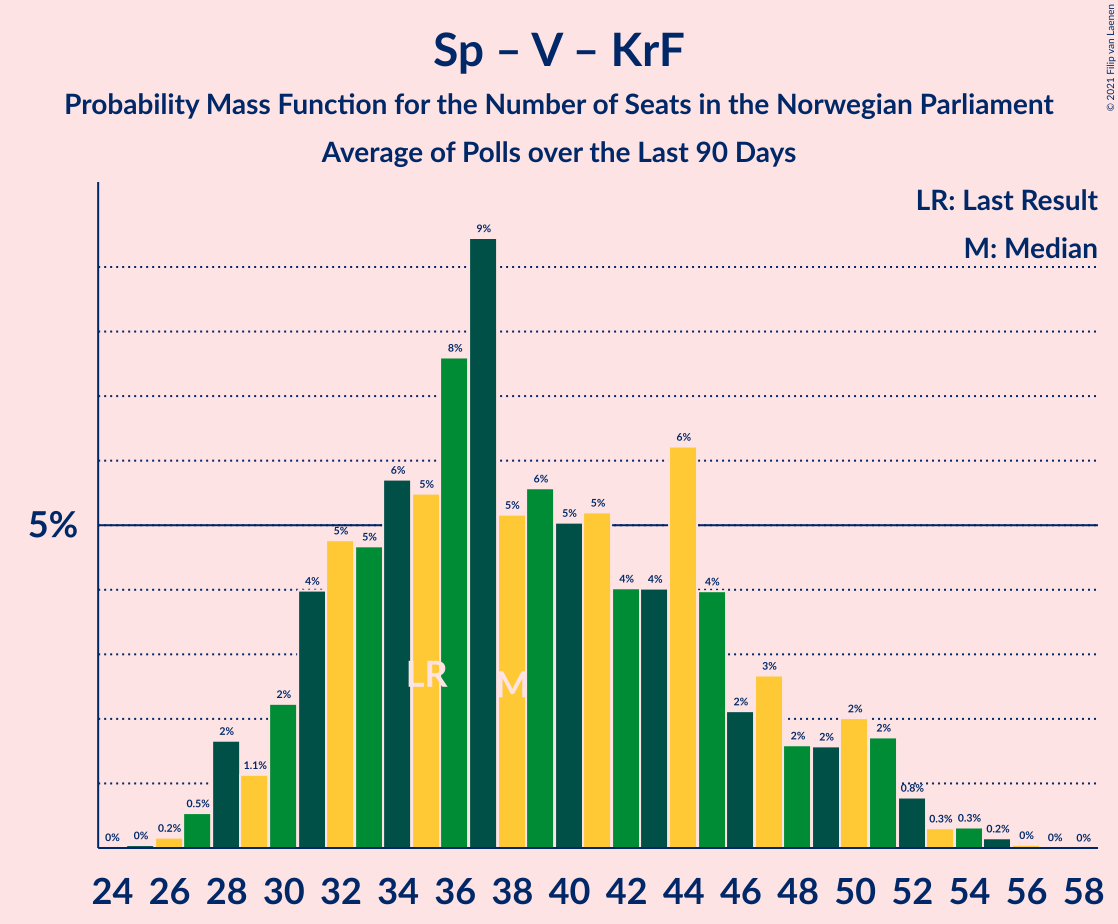 Sp – V – KrF
Probability Mass Function for the Number of Seats in the Norwegian Parliament
Average of Polls over the Last 90 Days
© 2021 Filip van Laenen
LR: Last Result
M: Median
5%
0% 0% 0.2% 0.5% 2% 1.1% 2% 4% 5% 5% 6% 5% 8% 9% 5% 6% 5% 5% 4% 4% 6% 4% 2% 3% 2% 2% 2% 2% 0.8% 0.3% 0.3% 0.2% 0% 0% 0%
LR M
24 26 28 30 32 34 36 38 40 42 44 46 48 50 52 54 56 58